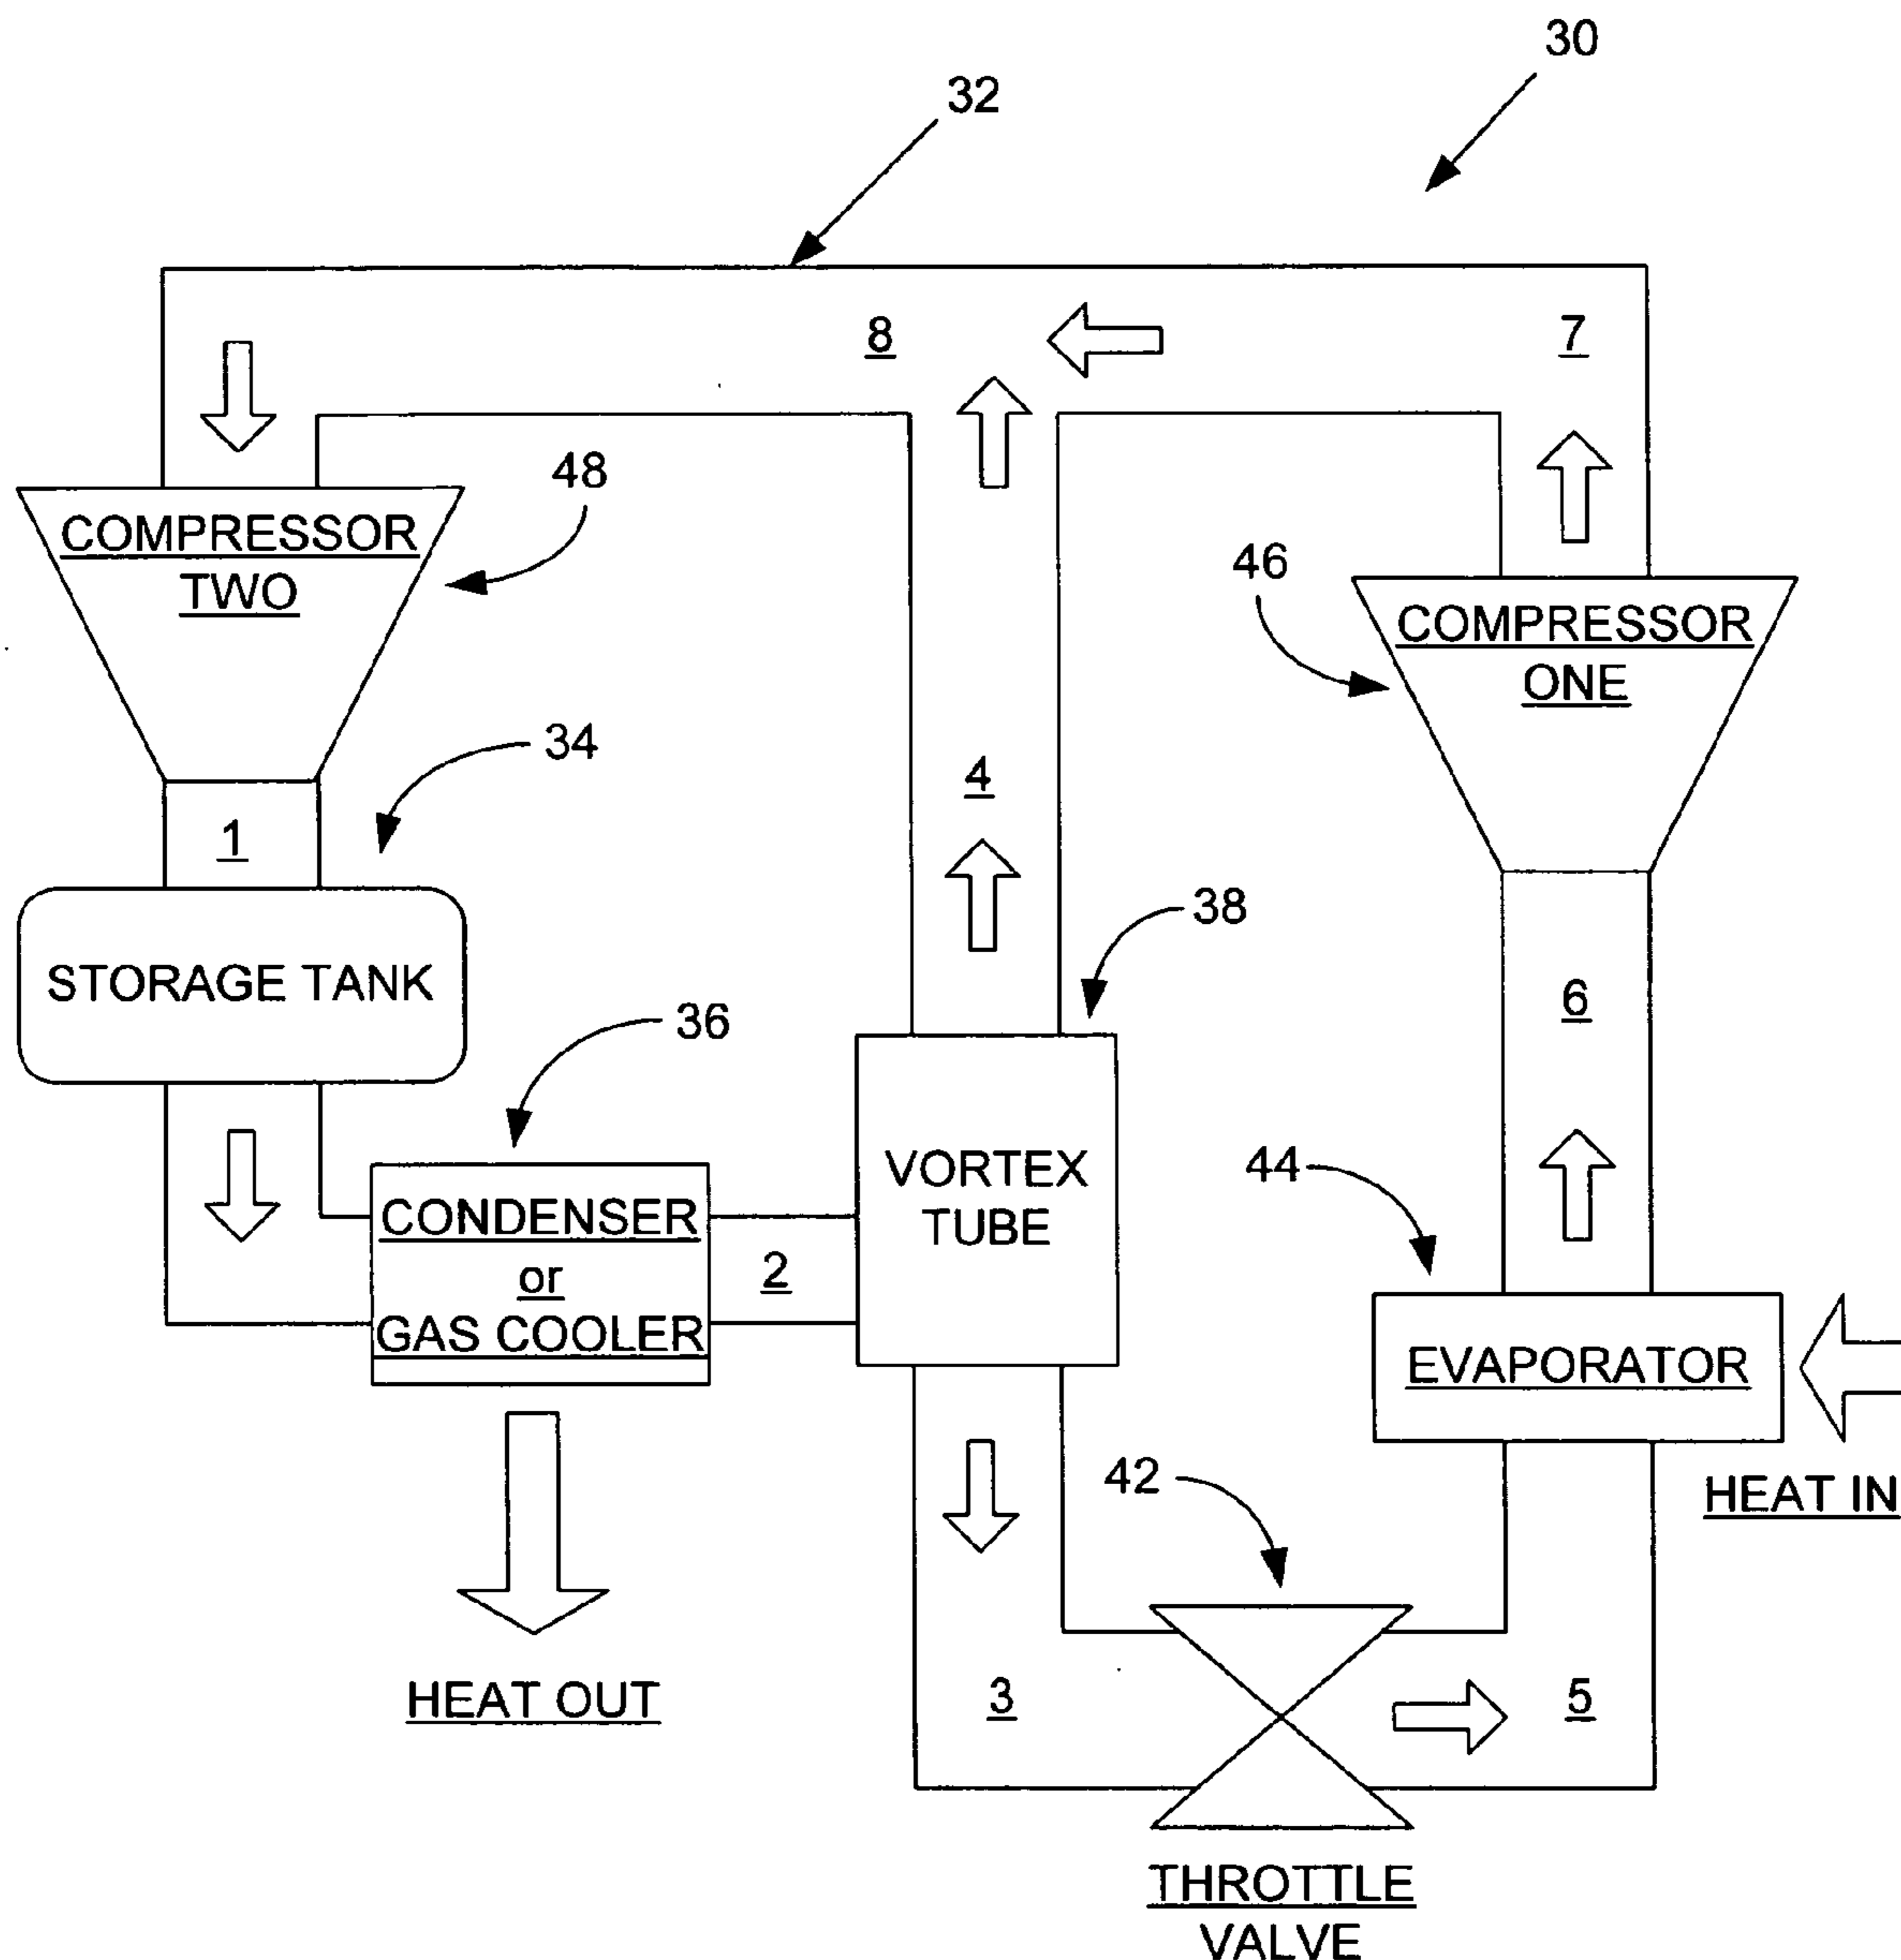 30
32
8
7
48
COMPRESSOR
TWO
46
COMPRESSOR
ONE
34
4
1
38
STORAGE TANK
6
36
VORTEX
TUBE
44
CONDENSER
or
GAS COOLER
2
EVAPORATOR
42
HEAT IN
3
5
HEAT OUT
THROTTLE
VALVE